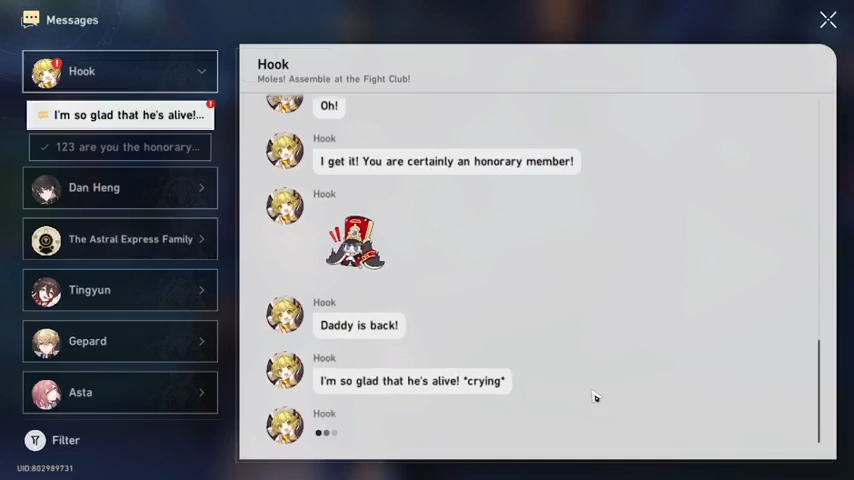 Messages
Hook
I'm so glad that he's alive!...
123 are you the honorary...
Dan Heng
The Astral Express Family
Tingyun
Gepard
Asta
Filter
UID:802989731
Hook
Moles! Assemble at the Fight Club!
Oh!
Hook
I get it! You are certainly an honorary member!
Hook
Hook
Daddy is back!
Hook
I'm so glad that he's alive! *crying*
Hook